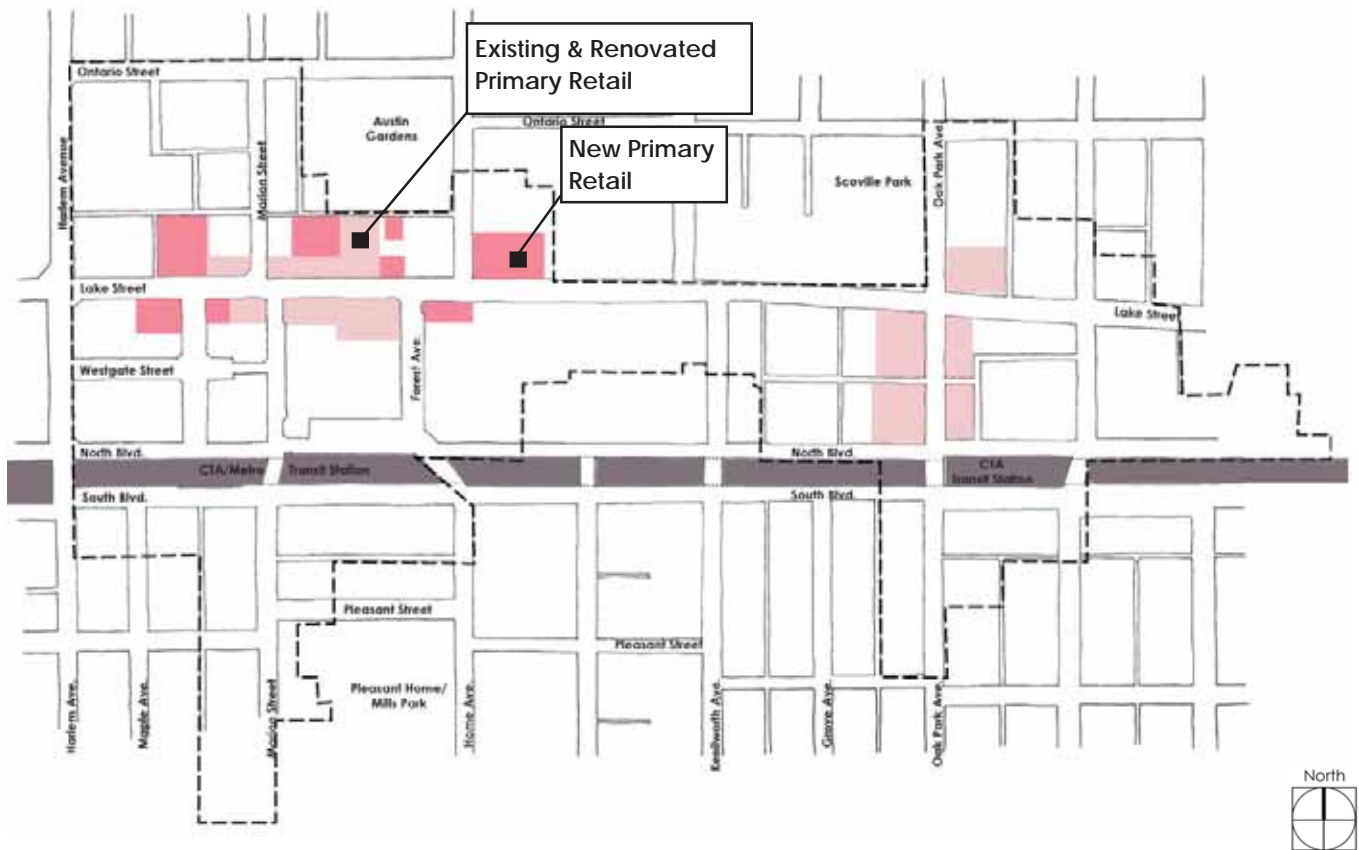 Existing & Renovated
Primary Retail
Ontario Street
Austin
Gardens
Ontario Street
New Primary
Retail
Scoville Park
Oak Park Ave.
Harlem Avenue
Marion Street
Lake Street
Lake Street
Forest Ave.
Westgate Street
North Blvd.
North Blvd.
CTA/Metra
Transit Station
CTA
Transit Station
South Blvd.
South Blvd.
Pleasant Street
Pleasant Street
Pleasant Home/
Mills Park
Harlem Ave.
Maple Ave.
Marion Street
Home Ave.
Kenilworth Ave.
Grove Ave.
Oak Park Ave.
North